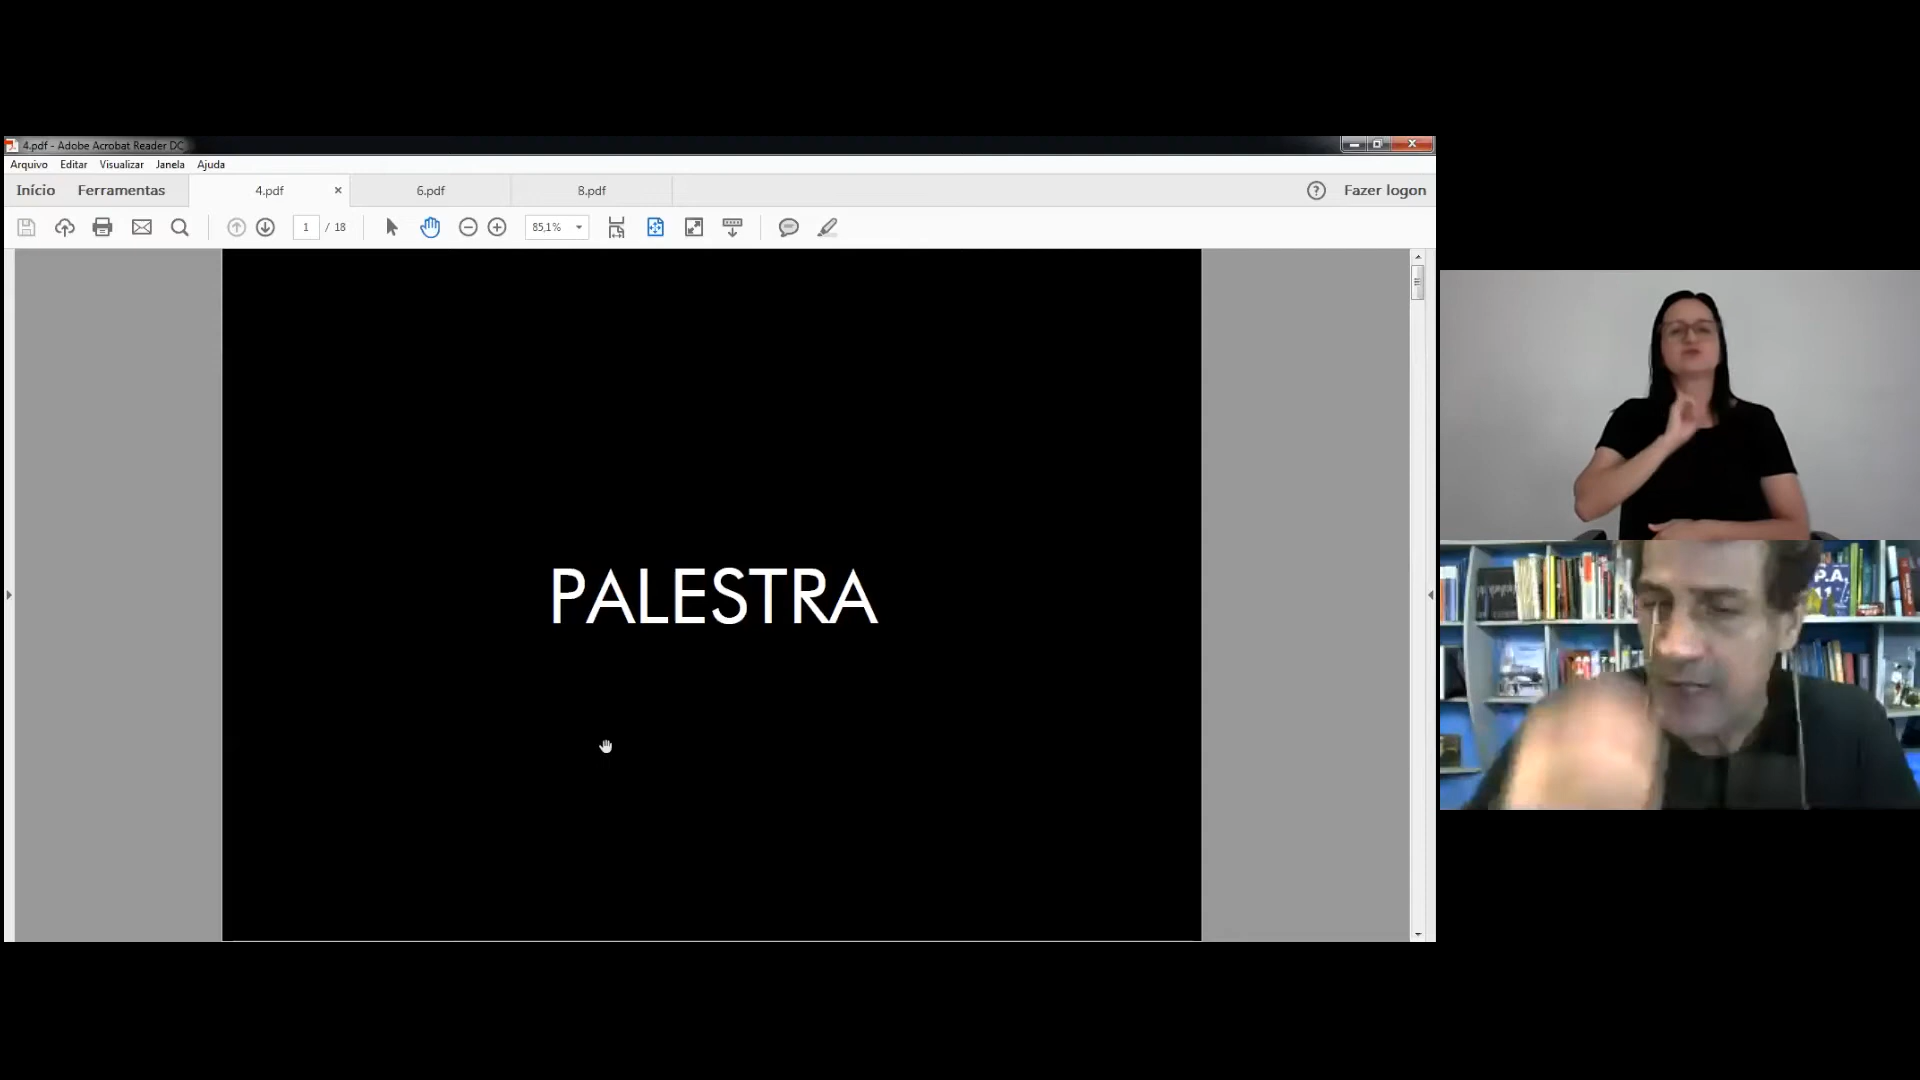 4.pdf - Adobe Acrobat Reader DC
Arquivo Editar Visualizar Janela Ajuda
Início Ferramentas 4.pdf 6.pdf 8.pdf Fazer logon
1 / 18 85,1%
PALESTRA
P.A.
11